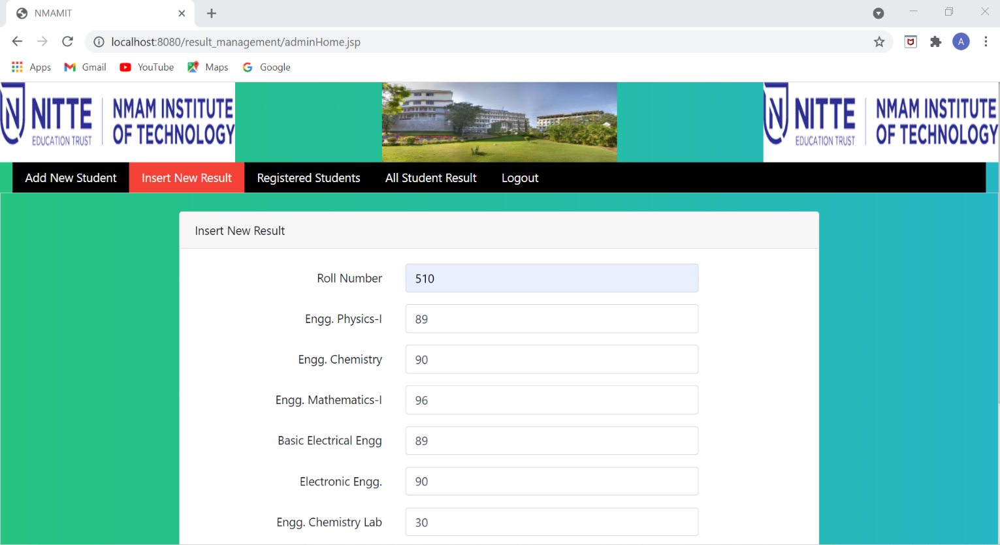 NMAMIT
localhost:8080/result_management/adminHome.jsp
A
Apps Gmail YouTube Maps Google
N NITTE EDUCATION TRUST NMAM INSTITUTE OF TECHNOLOGY
N NITTE EDUCATION TRUST NMAM INSTITUTE OF TECHNOLOGY
Add New Student Insert New Result Registered Students All Student Result Logout
Insert New Result
Roll Number 510
Engg. Physics-I 89
Engg. Chemistry 90
Engg. Mathematics-I 96
Basic Electrical Engg 89
Electronic Engg. 90
Engg. Chemistry Lab 30